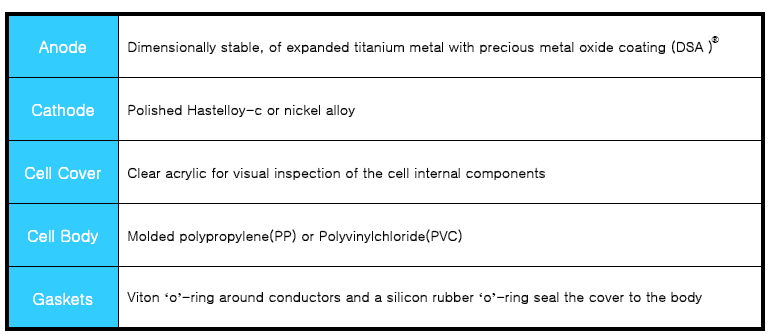 Anode
Dimensionally stable, of expanded titanium metal with precious metal oxide coating (DSA )®
Cathode
Polished Hastelloy-c or nickel alloy
Cell Cover
Clear acrylic for visual inspection of the cell internal components
Cell Body
Molded polypropylene(PP) or Polyvinylchloride(PVC)
Gaskets
Viton ‘o’-ring around conductors and a silicon rubber ‘o’-ring seal the cover to the body